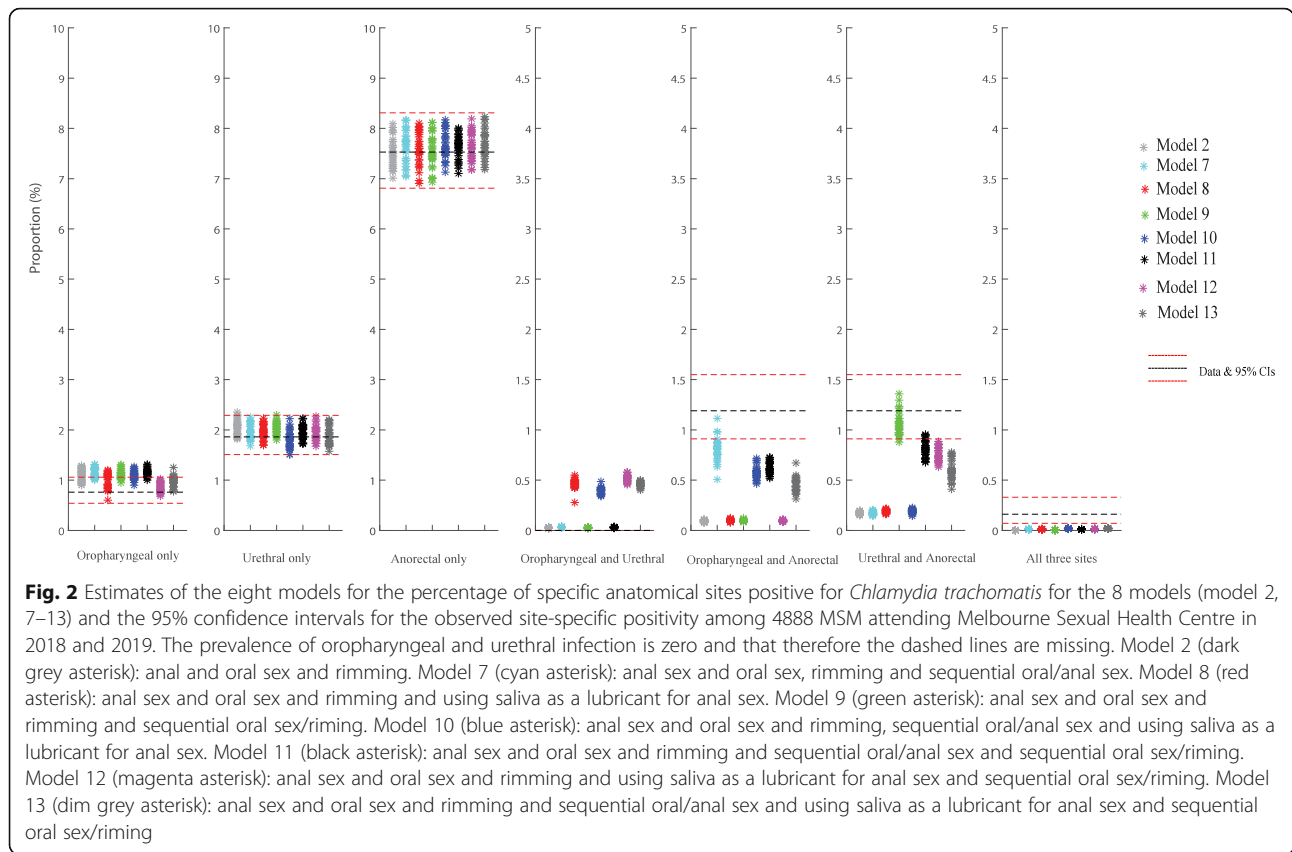 10 10 10 5 5 5 5
9 9 9 4.5 4.5 4.5 4.5
8 8 8 4 4 4 4
7 7 7 3.5 3.5 3.5 3.5
6 6 6 3 3 3 3
5 5 5 2.5 2.5 2.5 2.5
4 4 4 2 2 2 2
3 3 3 1.5 1.5 1.5 1.5
2 2 2 1 1 1 1
1 1 1 0.5 0.5 0.5 0.5
0 0 0 0 0 0 0
Proportion (%)
Oropharyngeal only
Urethral only
Anorectal only
Oropharyngeal and Urethral
Oropharyngeal and Anorectal
Urethral and Anorectal
All three sites
Model 2
Model 7
Model 8
Model 9
Model 10
Model 11
Model 12
Model 13
Data & 95% CIs
Fig. 2 Estimates of the eight models for the percentage of specific anatomical sites positive for Chlamydia trachomatis for the 8 models (model 2,
7–13) and the 95% confidence intervals for the observed site-specific positivity among 4888 MSM attending Melbourne Sexual Health Centre in
2018 and 2019. The prevalence of oropharyngeal and urethral infection is zero and that therefore the dashed lines are missing. Model 2 (dark
grey asterisk): anal and oral sex and rimming. Model 7 (cyan asterisk): anal sex and oral sex, rimming and sequential oral/anal sex. Model 8 (red
asterisk): anal sex and oral sex and rimming and using saliva as a lubricant for anal sex. Model 9 (green asterisk): anal sex and oral sex and
rimming and sequential oral sex/riming. Model 10 (blue asterisk): anal sex and oral sex and rimming, sequential oral/anal sex and using saliva as a
lubricant for anal sex. Model 11 (black asterisk): anal sex and oral sex and rimming and sequential oral/anal sex and sequential oral sex/riming.
Model 12 (magenta asterisk): anal sex and oral sex and rimming and using saliva as a lubricant for anal sex and sequential oral sex/riming. Model
13 (dim grey asterisk): anal sex and oral sex and rimming and sequential oral/anal sex and using saliva as a lubricant for anal sex and sequential
oral sex/riming